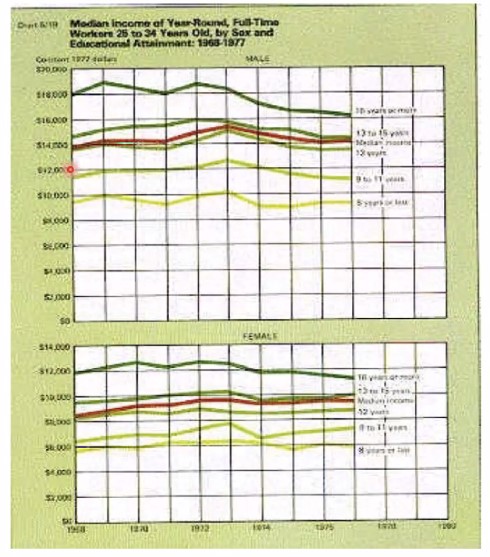 Chart 5/19 Median Income of Year-Round, Full-Time
Workers 25 to 34 Years Old, by Sex and
Educational Attainment: 1968-1977
Constant 1977 dollars
MALE
$20,000
$18,000
16 years or more
$16,000
13 to 15 years
$14,000
Median income
12 years
$12,000
9 to 11 years
$10,000
8 years or less
$8,000
$6,000
$4,000
$2,000
$0
FEMALE
$14,000
$12,000
16 years or more
13 to 15 years
$10,000
Median income
12 years
$8,000
9 to 11 years
$6,000
8 years or less
$4,000
$2,000
$0
1968 1970 1972 1974 1976 1978 1980